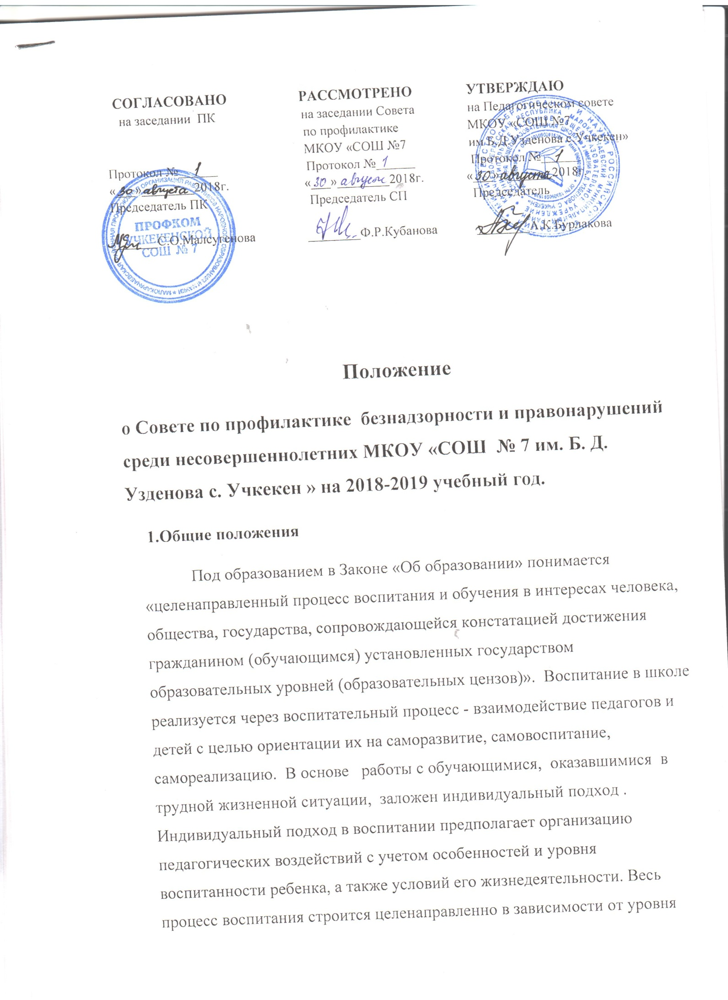 СОГЛАСОВАНО
на заседании ПК
Протокол № 1
«30» августа 2018г.
Председатель ПК
С.О.Малсугенова
ПРОФКОМ
УЧКЕКЕНСКОЙ
СОШ № 7
РАССМОТРЕНО
на заседании Совета
по профилактике
МКОУ «СОШ №7
Протокол № 1
«30» август 2018г.
Председатель СП
Ф.Р.Кубанова
УТВЕРЖДАЮ
на Педагогическом совете
МКОУ «СОШ №7
им Б.Д.Узденова с.Учкекен»
Протокол № 1
«30» августа 2018г.
Председатель
А.К.Бурлакова
Положение
о Совете по профилактике безнадзорности и правонарушений
среди несовершеннолетних МКОУ «СОШ № 7 им. Б. Д.
Узденова с. Учкекен » на 2018-2019 учебный год.
1.Общие положения
Под образованием в Законе «Об образовании» понимается
«целенаправленный процесс воспитания и обучения в интересах человека,
общества, государства, сопровождающейся констатацией достижения
гражданином (обучающимся) установленных государством
образовательных уровней (образовательных цензов)». Воспитание в школе
реализуется через воспитательный процесс - взаимодействие педагогов и
детей с целью ориентации их на саморазвитие, самовоспитание,
самореализацию. В основе работы с обучающимися, оказавшимися в
трудной жизненной ситуации, заложен индивидуальный подход .
Индивидуальный подход в воспитании предполагает организацию
педагогических воздействий с учетом особенностей и уровня
воспитанности ребенка, а также условий его жизнедеятельности. Весь
процесс воспитания строится целенаправленно в зависимости от уровня